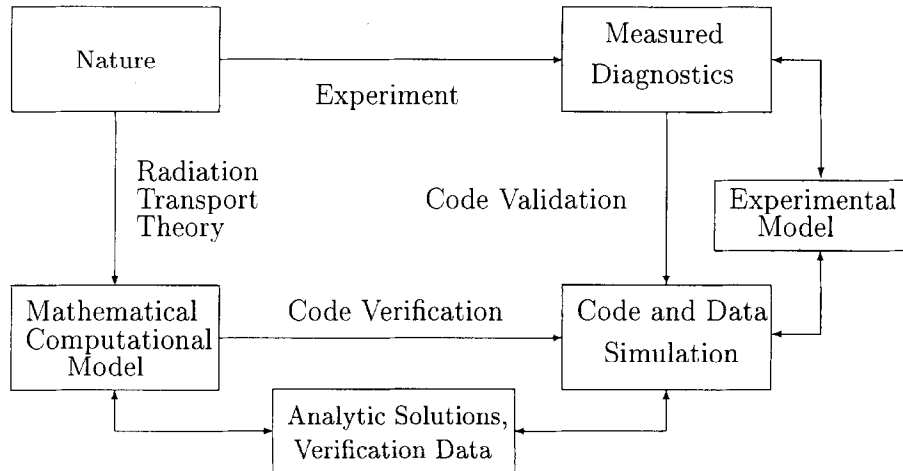 Nature
Experiment
Measured
Diagnostics
Radiation
Transport
Theory
Code Validation
Experimental
Model
Mathematical
Computational
Model
Code Verification
Code and Data
Simulation
Analytic Solutions,
Verification Data